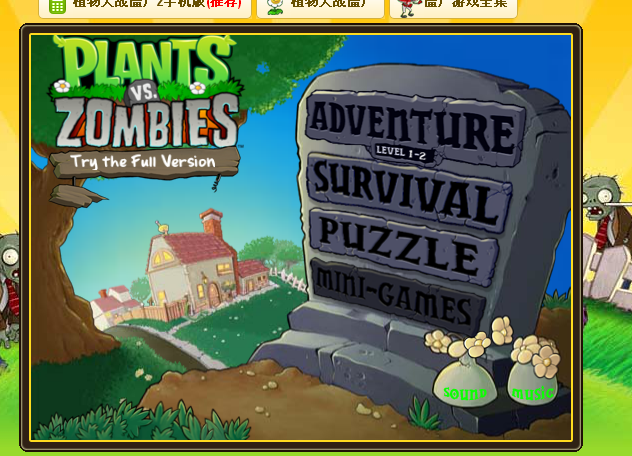 植物大战僵尸2手机版(推荐)
植物大战僵尸
僵尸游戏全集
PLANTS
VS.
ZOMBIES
Try the Full Version
ADVENTURE
LEVEL 1-2
SURVIVAL
PUZZLE
MINI-GAMES
sound
music